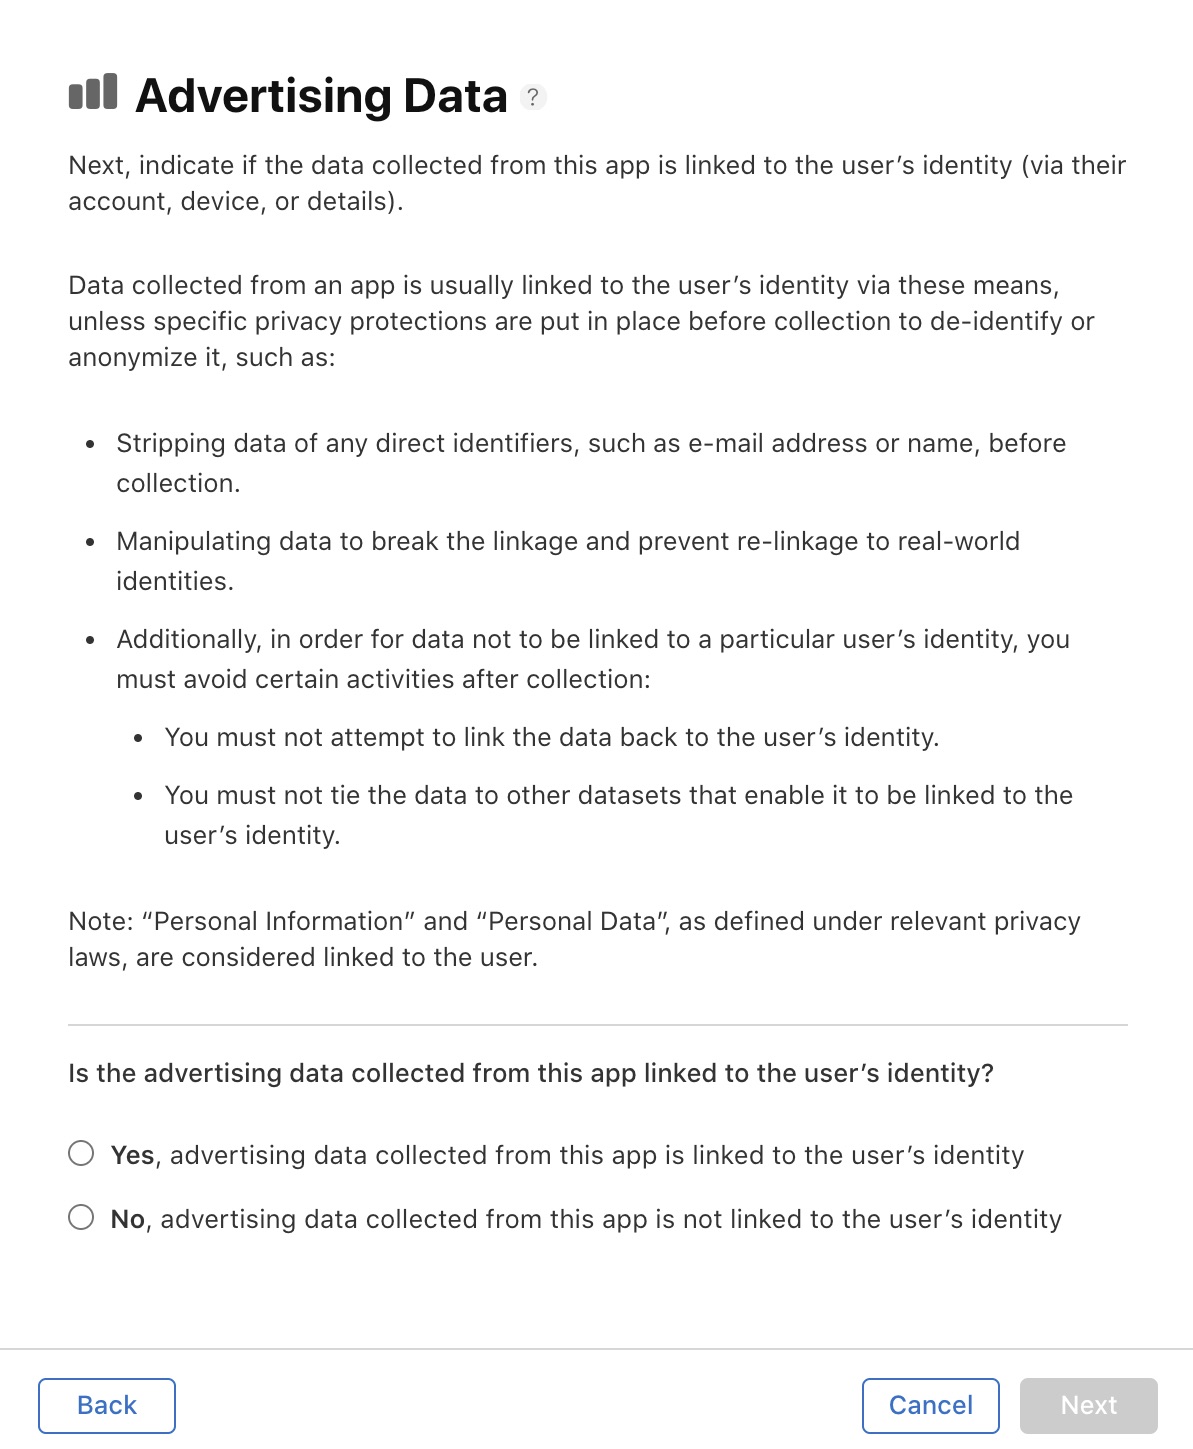 Advertising Data ?
Next, indicate if the data collected from this app is linked to the user’s identity (via their
account, device, or details).
Data collected from an app is usually linked to the user’s identity via these means,
unless specific privacy protections are put in place before collection to de-identify or
anonymize it, such as:
• Stripping data of any direct identifiers, such as e-mail address or name, before
collection.
• Manipulating data to break the linkage and prevent re-linkage to real-world
identities.
• Additionally, in order for data not to be linked to a particular user’s identity, you
must avoid certain activities after collection:
• You must not attempt to link the data back to the user’s identity.
• You must not tie the data to other datasets that enable it to be linked to the
user’s identity.
Note: “Personal Information” and “Personal Data”, as defined under relevant privacy
laws, are considered linked to the user.
Is the advertising data collected from this app linked to the user’s identity?
Yes, advertising data collected from this app is linked to the user’s identity
No, advertising data collected from this app is not linked to the user’s identity
Back Cancel Next